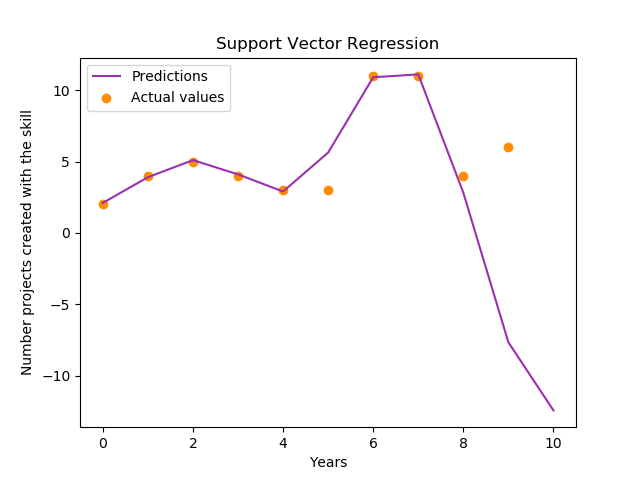 Support Vector Regression
Predictions
Actual values
Number projects created with the skill
10
5
0
−5
−10
0
2
4
6
8
10
Years